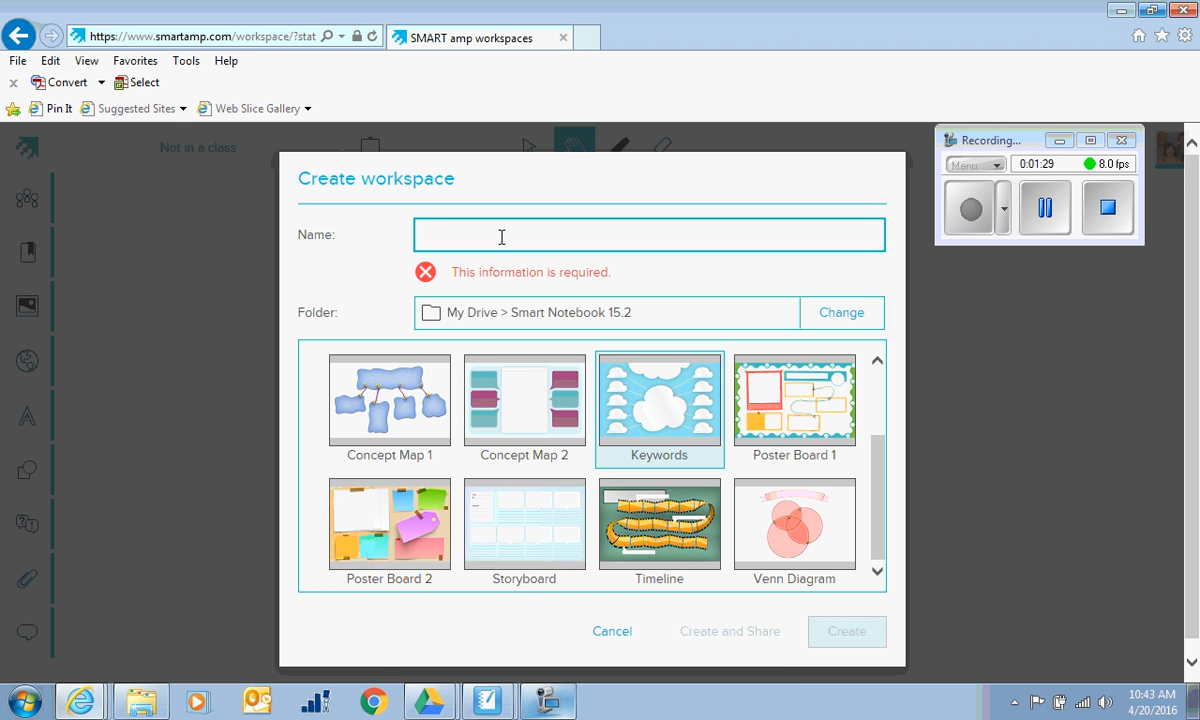 https://www.smartamp.com/workspace/?stat
SMART amp workspaces
File Edit View Favorites Tools Help
x Convert Select
Pin It Suggested Sites Web Slice Gallery
Not in a class
Recording...
Menu 0:01:29 8.0 fps
Create workspace
Name:
This information is required.
Folder: My Drive > Smart Notebook 15.2 Change
Concept Map 1 Concept Map 2 Keywords Poster Board 1
Poster Board 2 Storyboard Timeline Venn Diagram
Cancel Create and Share Create
10:43 AM
4/20/2016